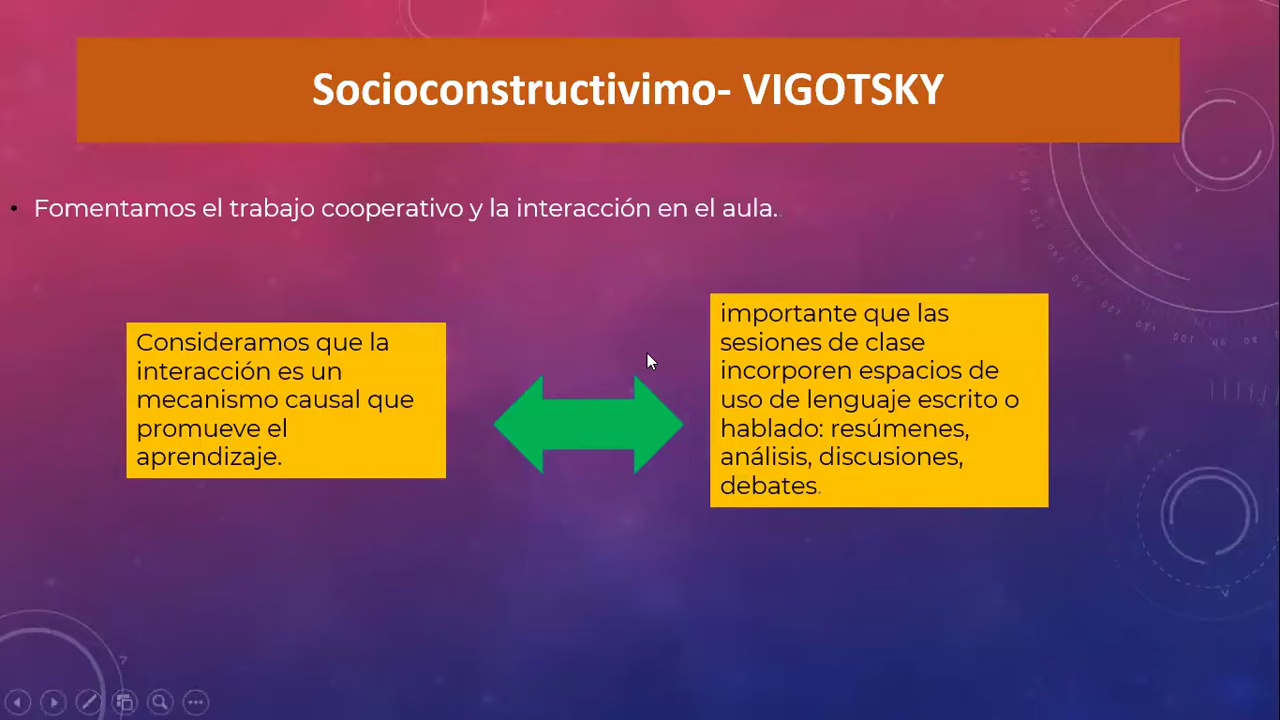 Socioconstructivimo- VIGOTSKY
• Fomentamos el trabajo cooperativo y la interacción en el aula.
Consideramos que la
interacción es un
mecanismo causal que
promueve el
aprendizaje.
importante que las
sesiones de clase
incorporen espacios de
uso de lenguaje escrito o
hablado: resúmenes,
análisis, discusiones,
debates.